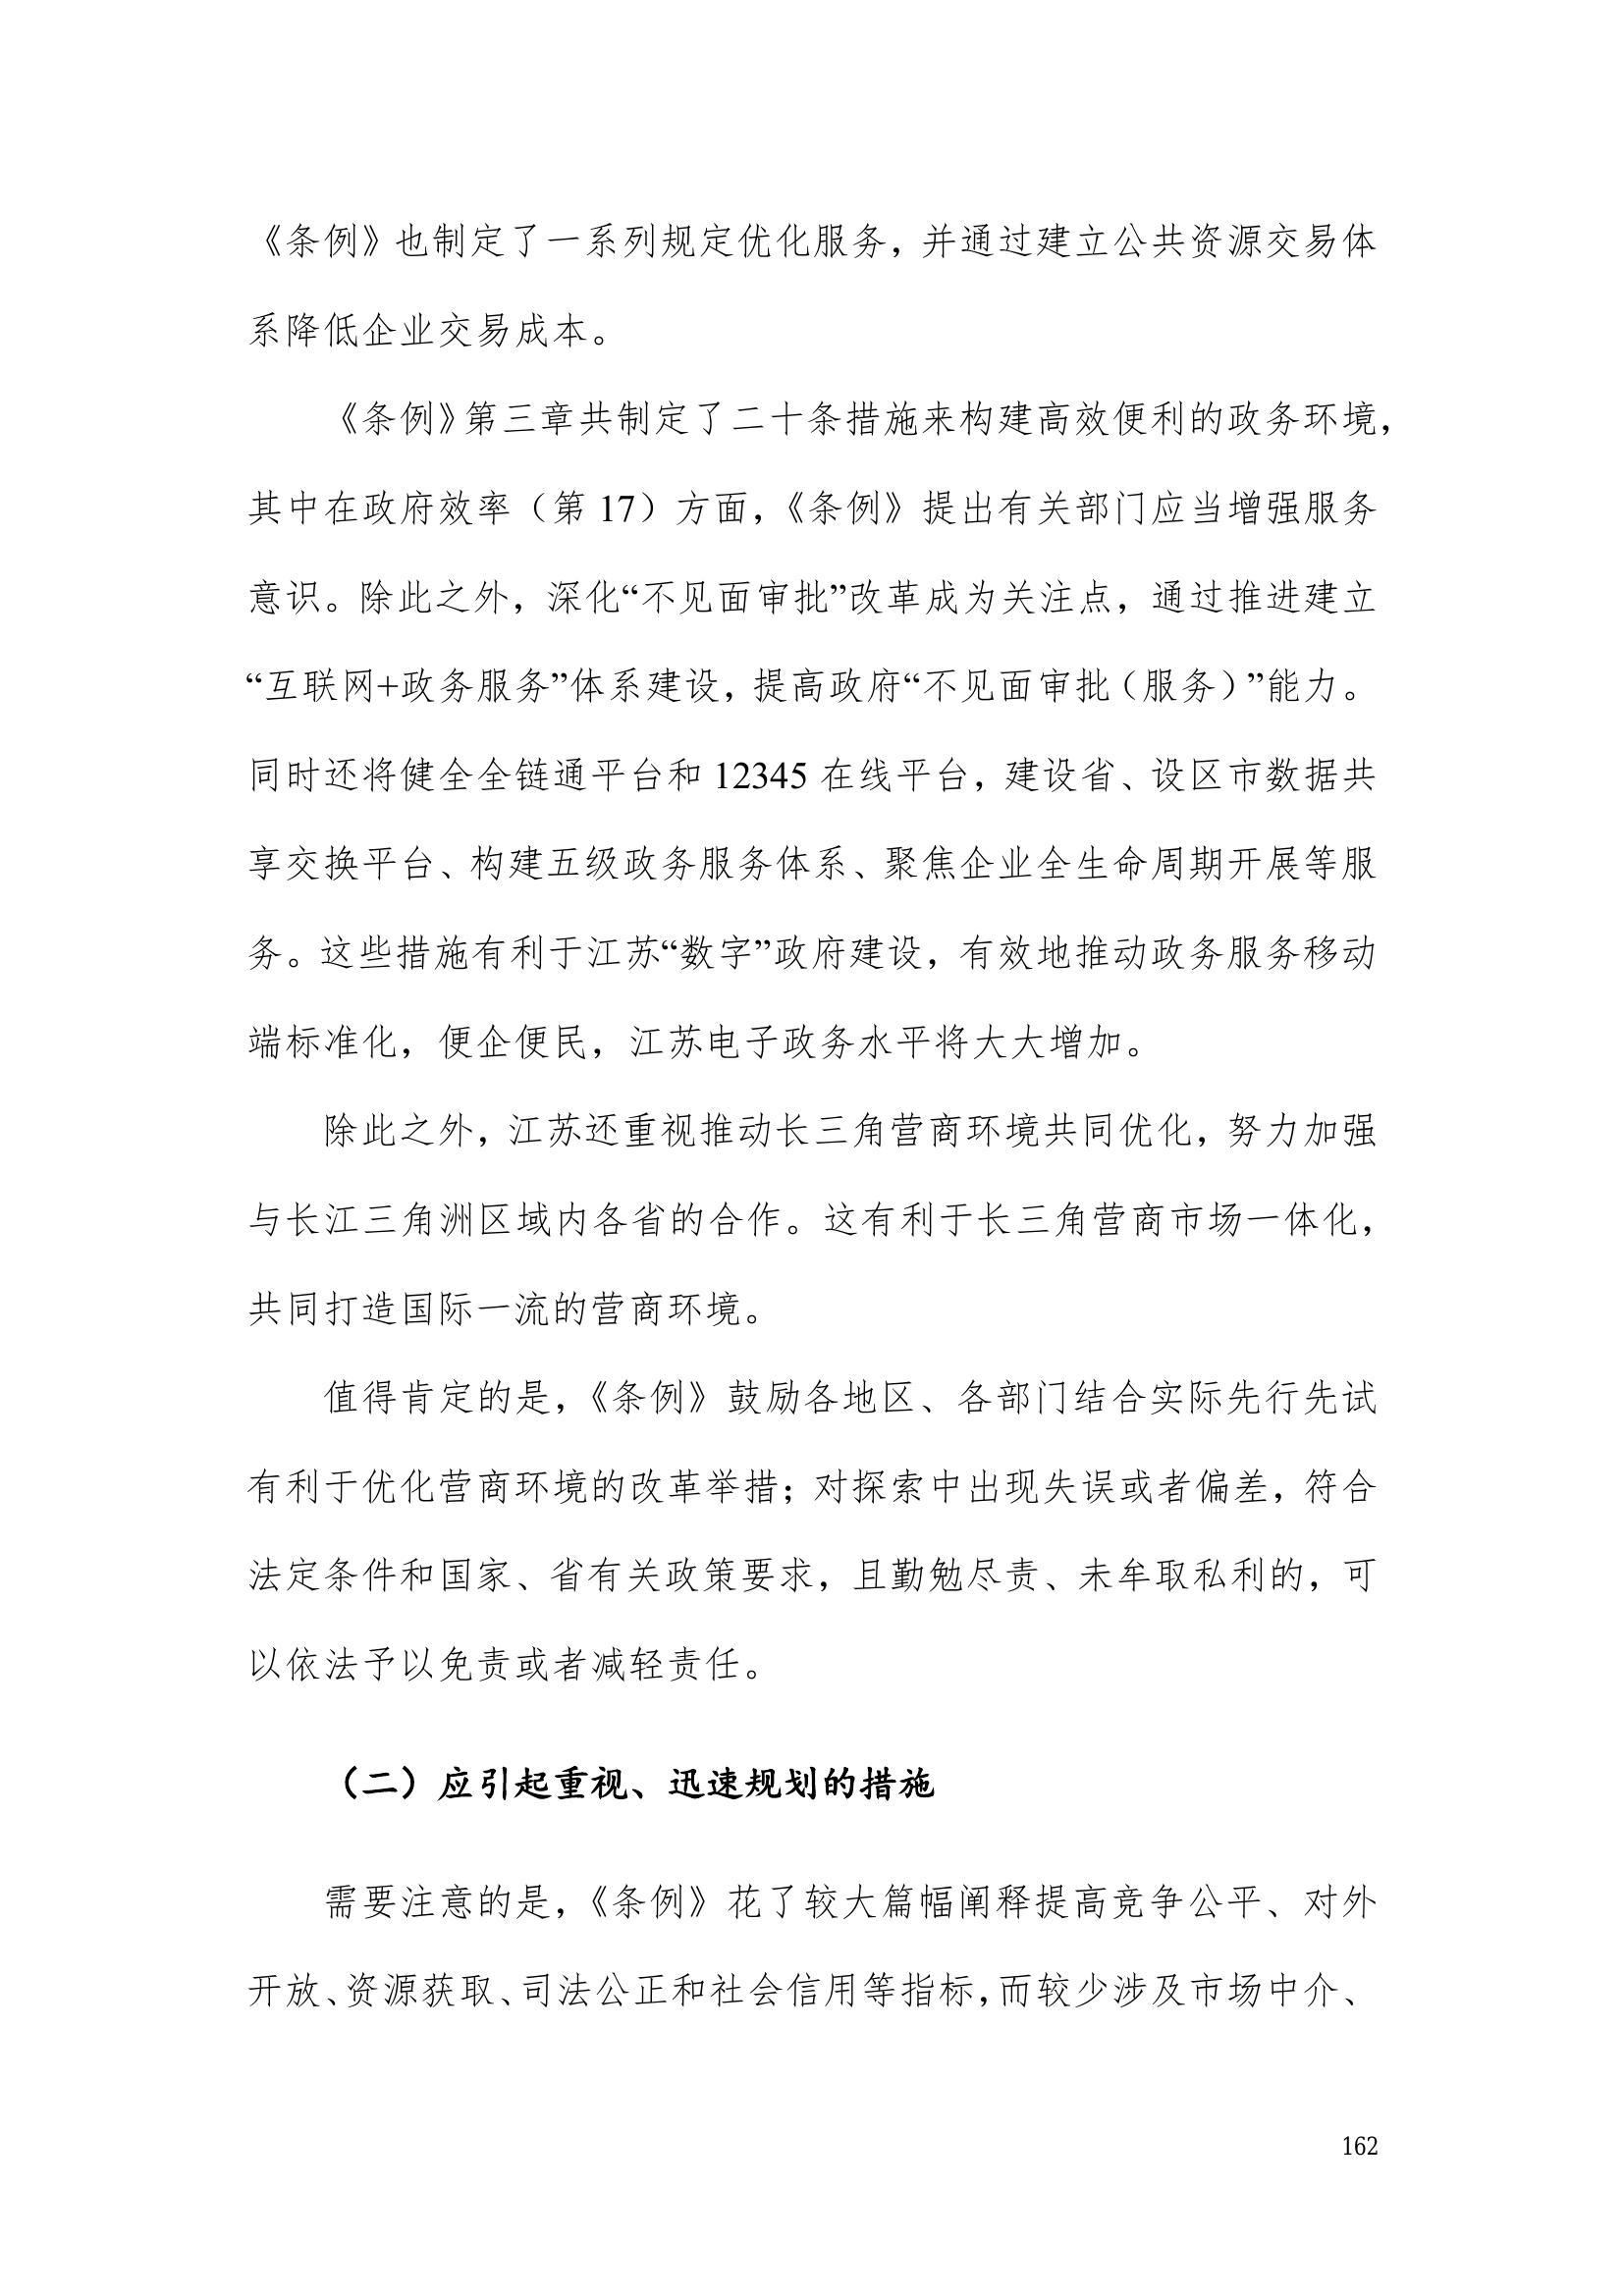 《条例》也制定了一系列规定优化服务，并通过建立公共资源交易体
系降低企业交易成本。
《条例》第三章共制定了二十条措施来构建高效便利的政务环境，
其中在政府效率（第 17）方面，《条例》提出有关部门应当增强服务
意识。除此之外，深化“不见面审批”改革成为关注点，通过推进建立
“互联网+政务服务”体系建设，提高政府“不见面审批（服务）”能力。
同时还将健全全链通平台和 12345 在线平台，建设省、设区市数据共
享交换平台、构建五级政务服务体系、聚焦企业全生命周期开展等服
务。这些措施有利于江苏“数字”政府建设，有效地推动政务服务移动
端标准化，便企便民，江苏电子政务水平将大大增加。
除此之外，江苏还重视推动长三角营商环境共同优化，努力加强
与长江三角洲区域内各省的合作。这有利于长三角营商市场一体化，
共同打造国际一流的营商环境。
值得肯定的是，《条例》鼓励各地区、各部门结合实际先行先试
有利于优化营商环境的改革举措；对探索中出现失误或者偏差，符合
法定条件和国家、省有关政策要求，且勤勉尽责、未牟取私利的，可
以依法予以免责或者减轻责任。
（二）应引起重视、迅速规划的措施
需要注意的是，《条例》花了较大篇幅阐释提高竞争公平、对外
开放、资源获取、司法公正和社会信用等指标，而较少涉及市场中介、
162